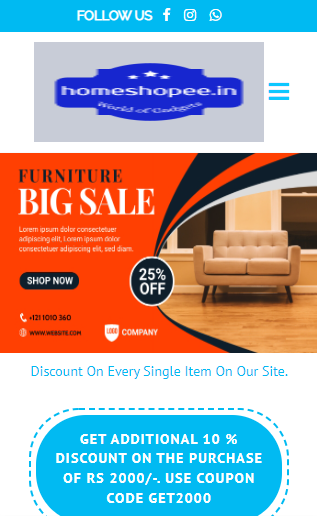 FOLLOW US
homeshopee.in
World of Gadgets
FURNITURE
BIG SALE
Lorem ipsum dolor consectetuer
adipiscing elit, Lorem ipsum dolor
consectetuer adipiscing elit, sed diam.
SHOP NOW
25%
OFF
+121 1010 360
WWW.WEBSITE.COM
LOGO
COMPANY
Discount On Every Single Item On Our Site.
GET ADDITIONAL 10 %
DISCOUNT ON THE PURCHASE
OF RS 2000/-. USE COUPON
CODE GET2000